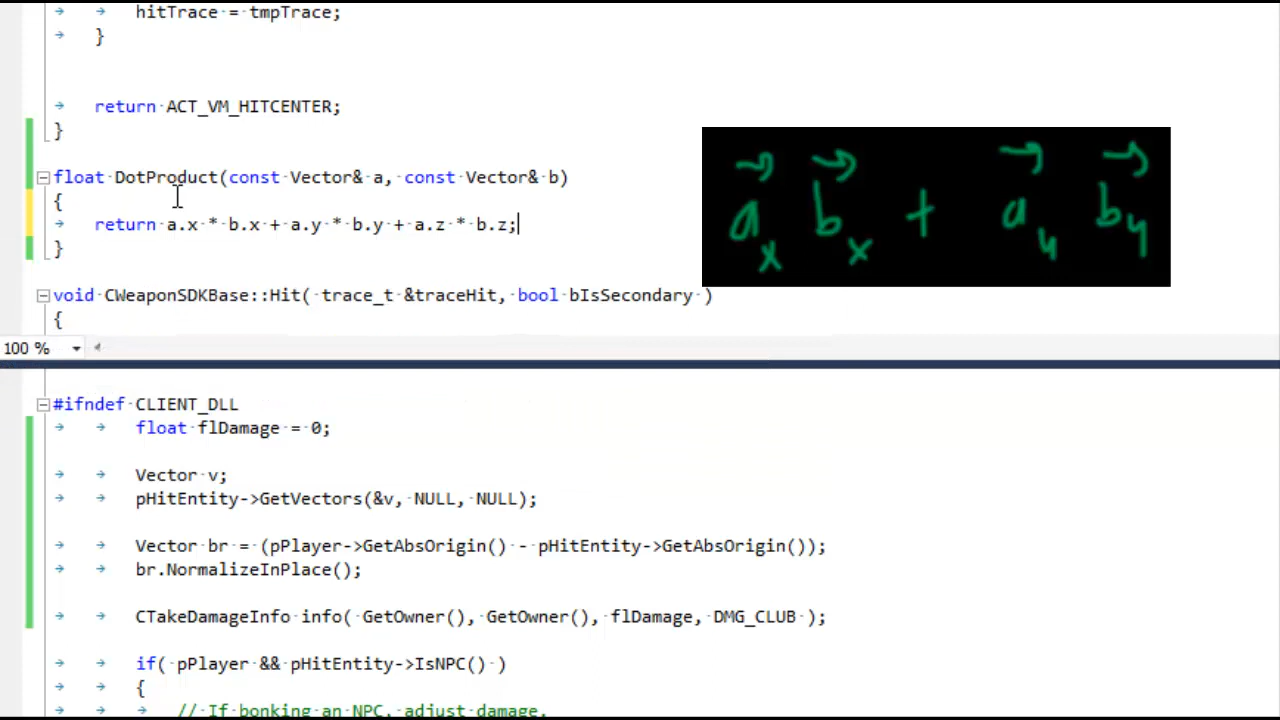 hitTrace = tmpTrace;
}
return ACT_VM_HITCENTER;
}
float DotProduct(const Vector& a, const Vector& b)
{
return a.x * b.x + a.y * b.y + a.z * b.z;
}
a x b x + a y b y
void CWeaponSDKBase::Hit( trace_t &traceHit, bool bIsSecondary )
{
100 %
#ifndef CLIENT_DLL
float flDamage = 0;
Vector v;
pHitEntity->GetVectors(&v, NULL, NULL);
Vector br = (pPlayer->GetAbsOrigin() - pHitEntity->GetAbsOrigin());
br.NormalizeInPlace();
CTakeDamageInfo info( GetOwner(), GetOwner(), flDamage, DMG_CLUB );
if( pPlayer && pHitEntity->IsNPC() )
{
// If bonking an NPC, adjust damage.